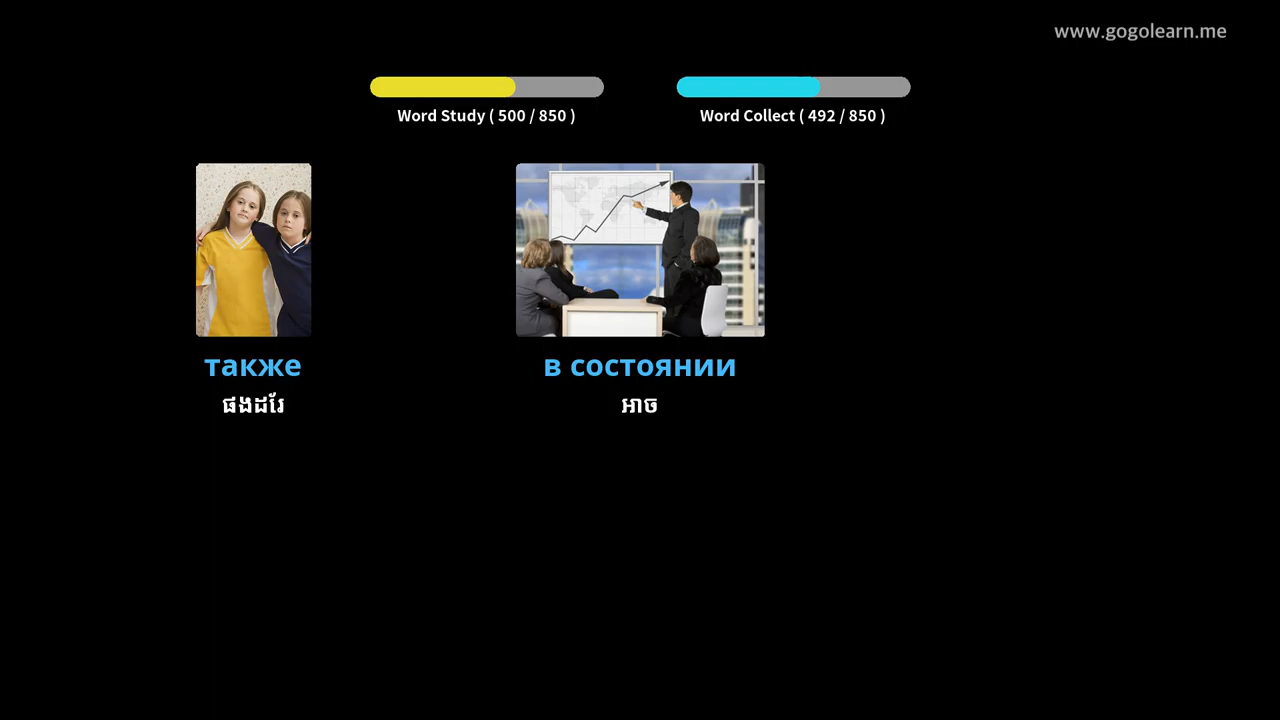 www.gogolearn.me
Word Study ( 500 / 850 )
Word Collect ( 492 / 850 )
также
в состоянии
ផងដរែ
អាច